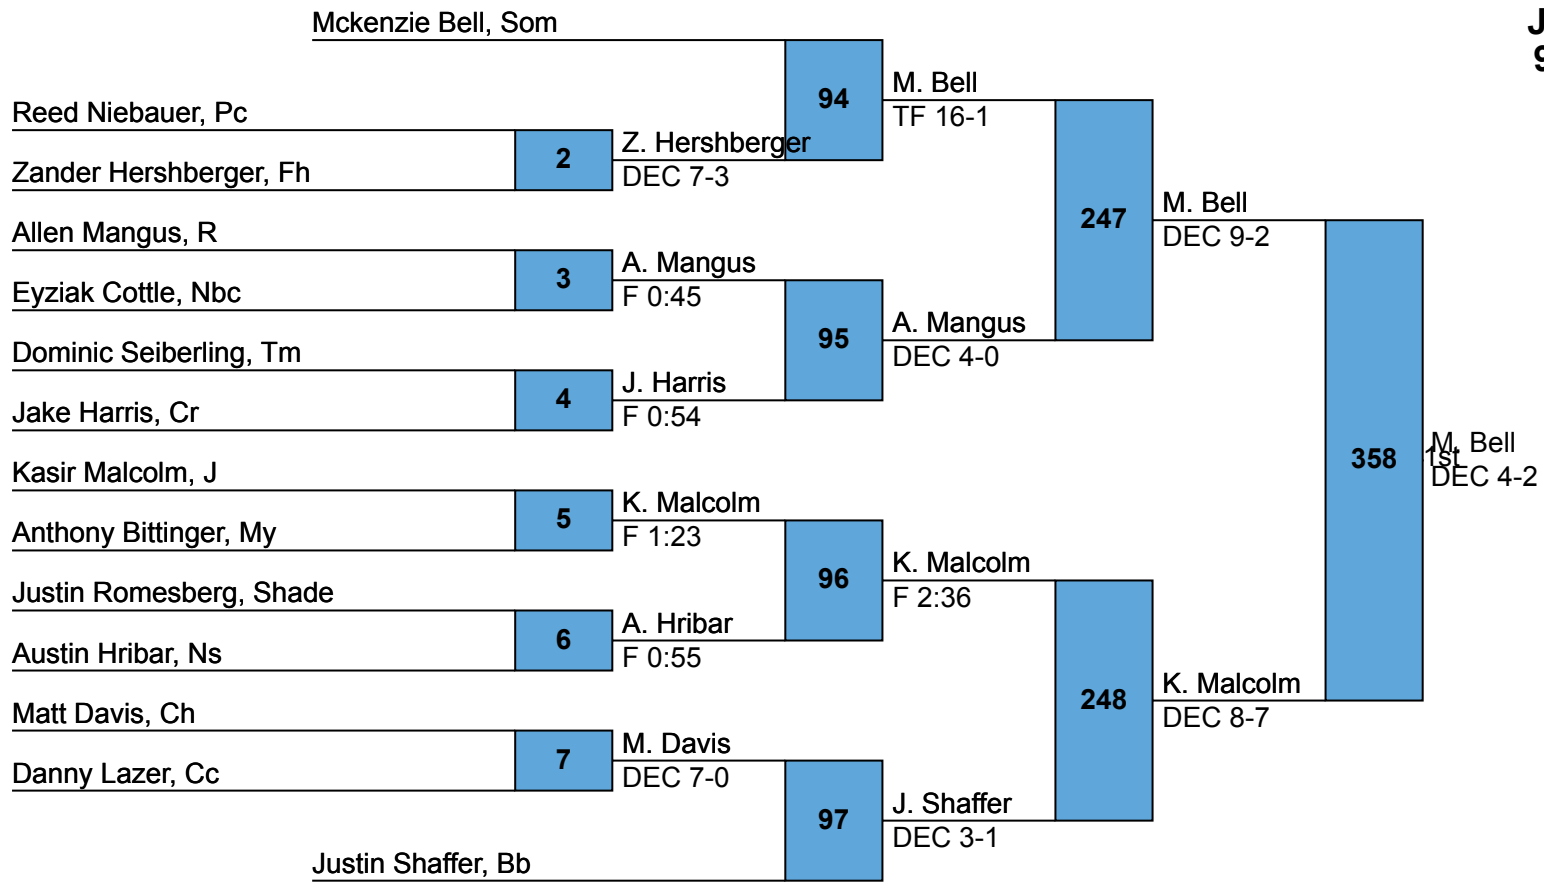 Mckenzie Bell, Som
J
9
94
M. Bell
TF 16-1
Reed Niebauer, Pc
Zander Hershberger, Fh
2
Z. Hershberger
DEC 7-3
Allen Mangus, R
Eyziak Cottle, Nbc
3
A. Mangus
F 0:45
247
M. Bell
DEC 9-2
95
A. Mangus
DEC 4-0
Dominic Seiberling, Tm
Jake Harris, Cr
4
J. Harris
F 0:54
358
M. Bell
1st
DEC 4-2
Kasir Malcolm, J
Anthony Bittinger, My
5
K. Malcolm
F 1:23
96
K. Malcolm
F 2:36
Justin Romesberg, Shade
Austin Hribar, Ns
6
A. Hribar
F 0:55
248
K. Malcolm
DEC 8-7
Matt Davis, Ch
Danny Lazer, Cc
7
M. Davis
DEC 7-0
97
J. Shaffer
DEC 3-1
Justin Shaffer, Bb